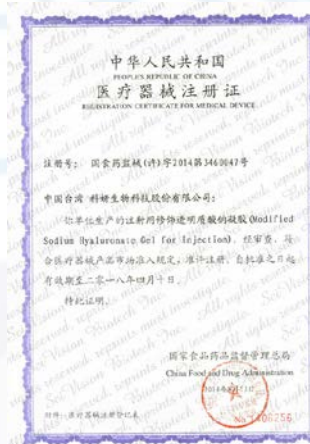 中华人民共和国
PEOPLE'S REPUBLIC OF CHINA
医疗器械注册证
REGISTRATION CERTIFICATE FOR MEDICAL DEVICE
注册号： 国食药监械(许)字2014第3460047号
中国台湾 科妍生物科技股份有限公司：
你单位生产的注射用修饰透明质酸钠凝胶(Modified
Sodium Hyaluronate Gel for Injection)，经审查，符
合医疗器械产品市场准入规定，准许注册，自批准之日起
有效期至二零一八年四月十日。
特此证明。
国家食品药品监督管理总局
China Food and Drug Administration
附件：医疗器械注册登记表